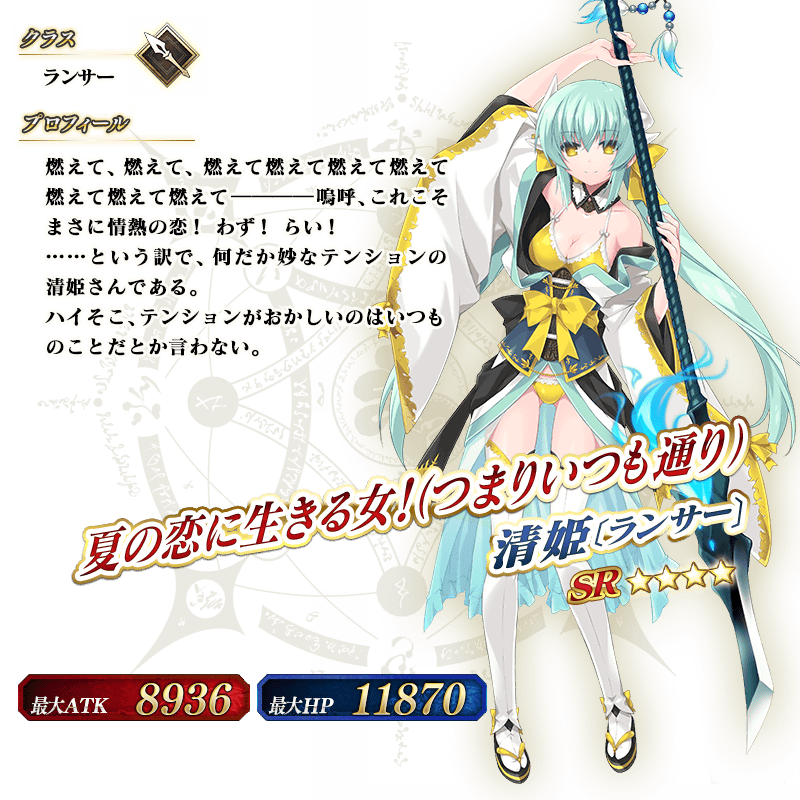 クラス
ランサー
プロフィール
燃えて、燃えて、燃えて燃えて燃えて燃えて
燃えて燃えて燃えて――――嗚呼、これこそ
まさに情熱の恋！ わず！ らい！
……という訳で、何だか妙なテンションの
清姫さんである。
ハイそこ、テンションがおかしいのはいつも
のことだとか言わない。
夏の恋に生きる女！（つまりいつも通り）
清姫〔ランサー〕
SR
最大ATK 8936
最大HP 11870